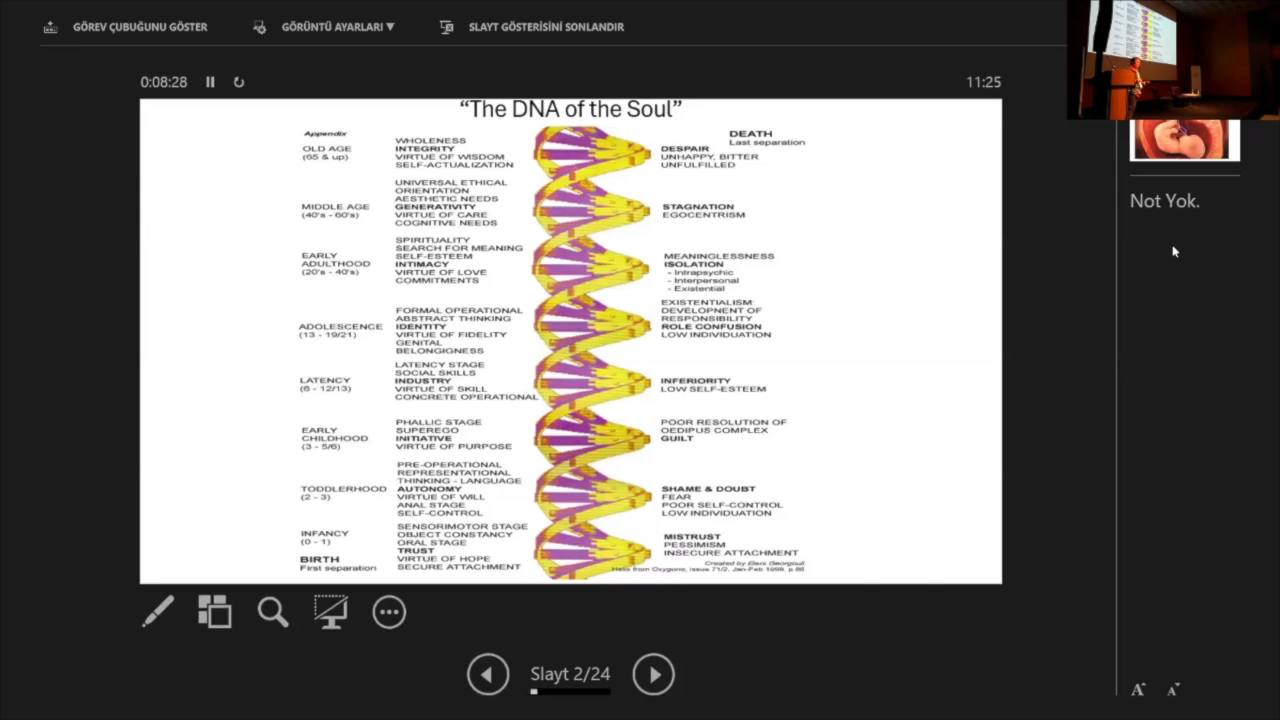 GÖREV ÇUBUĞUNU GÖSTER
GÖRÜNTÜ AYARLARI ▼
SLAYT GÖSTERİSİNİ SONLANDIR
0:08:28
11:25
“The DNA of the Soul”
Appendix
OLD AGE
(65 & up)
WHOLENESS
INTEGRITY
VIRTUE OF WISDOM
SELF-ACTUALIZATION
DEATH
Last separation
DESPAIR
UNHAPPY, BITTER
UNFULFILLED
MIDDLE AGE
(40's - 60's)
UNIVERSAL ETHICAL
ORIENTATION
AESTHETIC NEEDS
GENERATIVITY
VIRTUE OF CARE
COGNITIVE NEEDS
STAGNATION
EGOCENTRISM
EARLY
ADULTHOOD
(20's - 40's)
SPIRITUALITY
SEARCH FOR MEANING
SELF-ESTEEM
INTIMACY
VIRTUE OF LOVE
COMMITMENTS
MEANINGLESSNESS
ISOLATION
- Intrapsychic
- Interpersonal
- Existential
ADOLESCENCE
(13 - 19/21)
FORMAL OPERATIONAL
ABSTRACT THINKING
IDENTITY
VIRTUE OF FIDELITY
GENITAL
BELONGIGNESS
EXISTENTIALISM:
DEVELOPMENT OF
RESPONSIBILITY
ROLE CONFUSION
LOW INDIVIDUATION
LATENCY
(6 - 12/13)
LATENCY STAGE
SOCIAL SKILLS
INDUSTRY
VIRTUE OF SKILL
CONCRETE OPERATIONAL
INFERIORITY
LOW SELF-ESTEEM
EARLY
CHILDHOOD
(3 - 5/6)
PHALLIC STAGE
SUPEREGO
INITIATIVE
VIRTUE OF PURPOSE
POOR RESOLUTION OF
OEDIPUS COMPLEX
GUILT
TODDLERHOOD
(2 - 3)
PRE-OPERATIONAL
REPRESENTATIONAL
THINKING - LANGUAGE
AUTONOMY
VIRTUE OF WILL
ANAL STAGE
SELF-CONTROL
SHAME & DOUBT
FEAR
POOR SELF-CONTROL
LOW INDIVIDUATION
INFANCY
(0 - 1)
BIRTH
First separation
SENSORIMOTOR STAGE
OBJECT CONSTANCY
ORAL STAGE
TRUST
VIRTUE OF HOPE
SECURE ATTACHMENT
MISTRUST
PESSIMISM
INSECURE ATTACHMENT
Created by Georgouli
from Oxygono, issue 71/2, Jan-Feb p.
Not Yok.
Slayt 2/24
A A